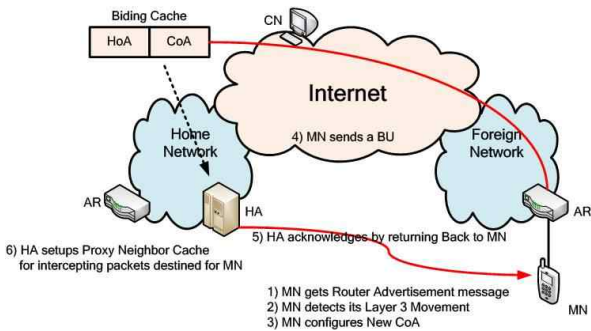 Biding Cache
HoA CoA
CN
Internet
4) MN sends a BU
Home
Network
Foreign
Network
AR
HA
AR
5) HA acknowledges by returning Back to MN
6) HA setups Proxy Neighbor Cache
for intercepting packets destined for MN
1) MN gets Router Advertisement message
2) MN detects its Layer 3 Movement
3) MN configures New CoA
MN